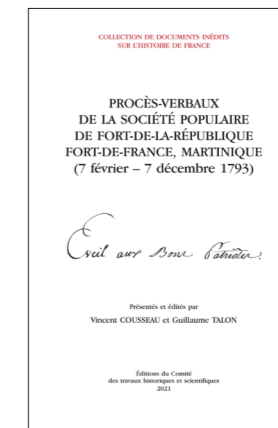 COLLECTION DE DOCUMENTS INÉDITS
SUR L'HISTOIRE DE FRANCE
PROCÈS-VERBAUX
DE LA SOCIÉTÉ POPULAIRE
DE FORT-DE-LA-RÉPUBLIQUE
FORT-DE-FRANCE, MARTINIQUE
(7 février – 7 décembre 1793)
aux Bons Patriotes
Présentés et édités par
Vincent COUSSEAU et Guillaume TALON
Éditions du Comité
des travaux historiques et scientifiques
2021